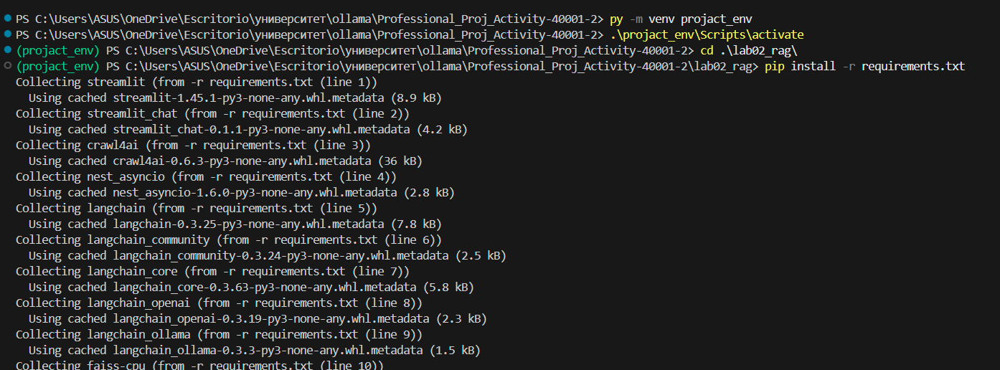 PS C:\Users\ASUS\OneDrive\Escritorio\университет\ollama\Professional_Proj_Activity-40001-2> py -m venv projact_env
PS C:\Users\ASUS\OneDrive\Escritorio\университет\ollama\Professional_Proj_Activity-40001-2> .\projact_env\Scripts\activate
(projact_env) PS C:\Users\ASUS\OneDrive\Escritorio\университет\ollama\Professional_Proj_Activity-40001-2> cd .\lab02_rag\
(projact_env) PS C:\Users\ASUS\OneDrive\Escritorio\университет\ollama\Professional_Proj_Activity-40001-2\lab02_rag> pip install -r requirements.txt
Collecting streamlit (from -r requirements.txt (line 1))
  Using cached streamlit-1.45.1-py3-none-any.whl.metadata (8.9 kB)
Collecting streamlit_chat (from -r requirements.txt (line 2))
  Using cached streamlit_chat-0.1.1-py3-none-any.whl.metadata (4.2 kB)
Collecting crawl4ai (from -r requirements.txt (line 3))
  Using cached crawl4ai-0.6.3-py3-none-any.whl.metadata (36 kB)
Collecting nest_asyncio (from -r requirements.txt (line 4))
  Using cached nest_asyncio-1.6.0-py3-none-any.whl.metadata (2.8 kB)
Collecting langchain (from -r requirements.txt (line 5))
  Using cached langchain-0.3.25-py3-none-any.whl.metadata (7.8 kB)
Collecting langchain_community (from -r requirements.txt (line 6))
  Using cached langchain_community-0.3.24-py3-none-any.whl.metadata (2.5 kB)
Collecting langchain_core (from -r requirements.txt (line 7))
  Using cached langchain_core-0.3.63-py3-none-any.whl.metadata (5.8 kB)
Collecting langchain_openai (from -r requirements.txt (line 8))
  Using cached langchain_openai-0.3.19-py3-none-any.whl.metadata (2.3 kB)
Collecting langchain_ollama (from -r requirements.txt (line 9))
  Using cached langchain_ollama-0.3.3-py3-none-any.whl.metadata (1.5 kB)
Collecting faiss-cpu (from -r requirements.txt (line 10))